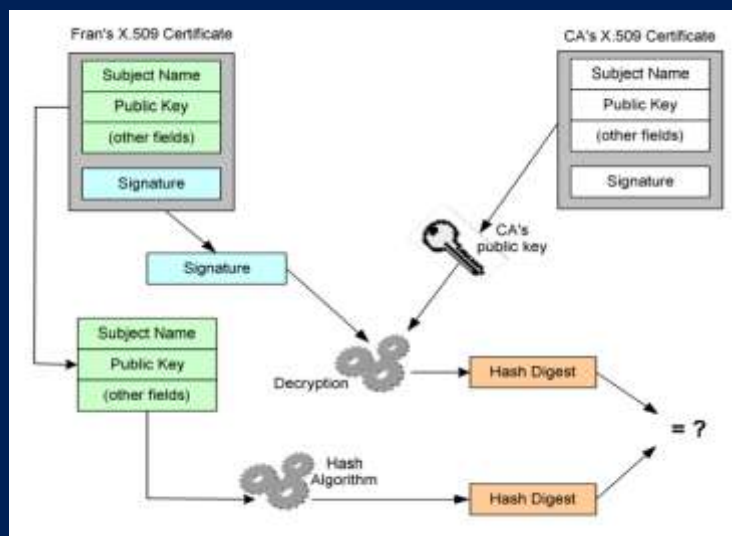 Fran's X.509 Certificate
Subject Name
Public Key
(other fields)
Signature
CA's X.509 Certificate
Subject Name
Public Key
(other fields)
Signature
CA's
public key
Signature
Subject Name
Public Key
(other fields)
Decryption
Hash Digest
= ?
Hash
Algorithm
Hash Digest